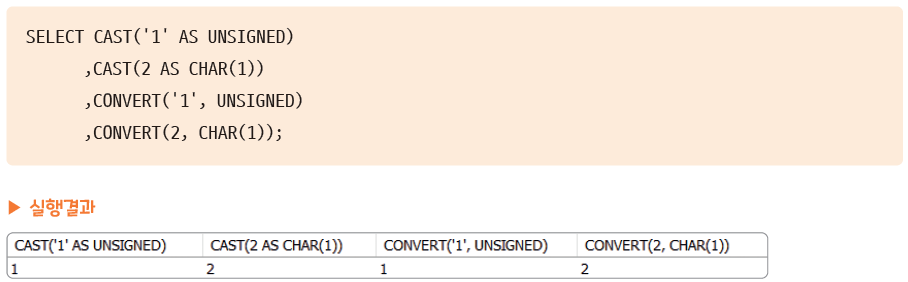 SELECT CAST('1' AS UNSIGNED)
,CAST(2 AS CHAR(1))
,CONVERT('1', UNSIGNED)
,CONVERT(2, CHAR(1));
▶ 실행결과
CAST('1' AS UNSIGNED) CAST(2 AS CHAR(1)) CONVERT('1', UNSIGNED) CONVERT(2, CHAR(1))
1 2 1 2